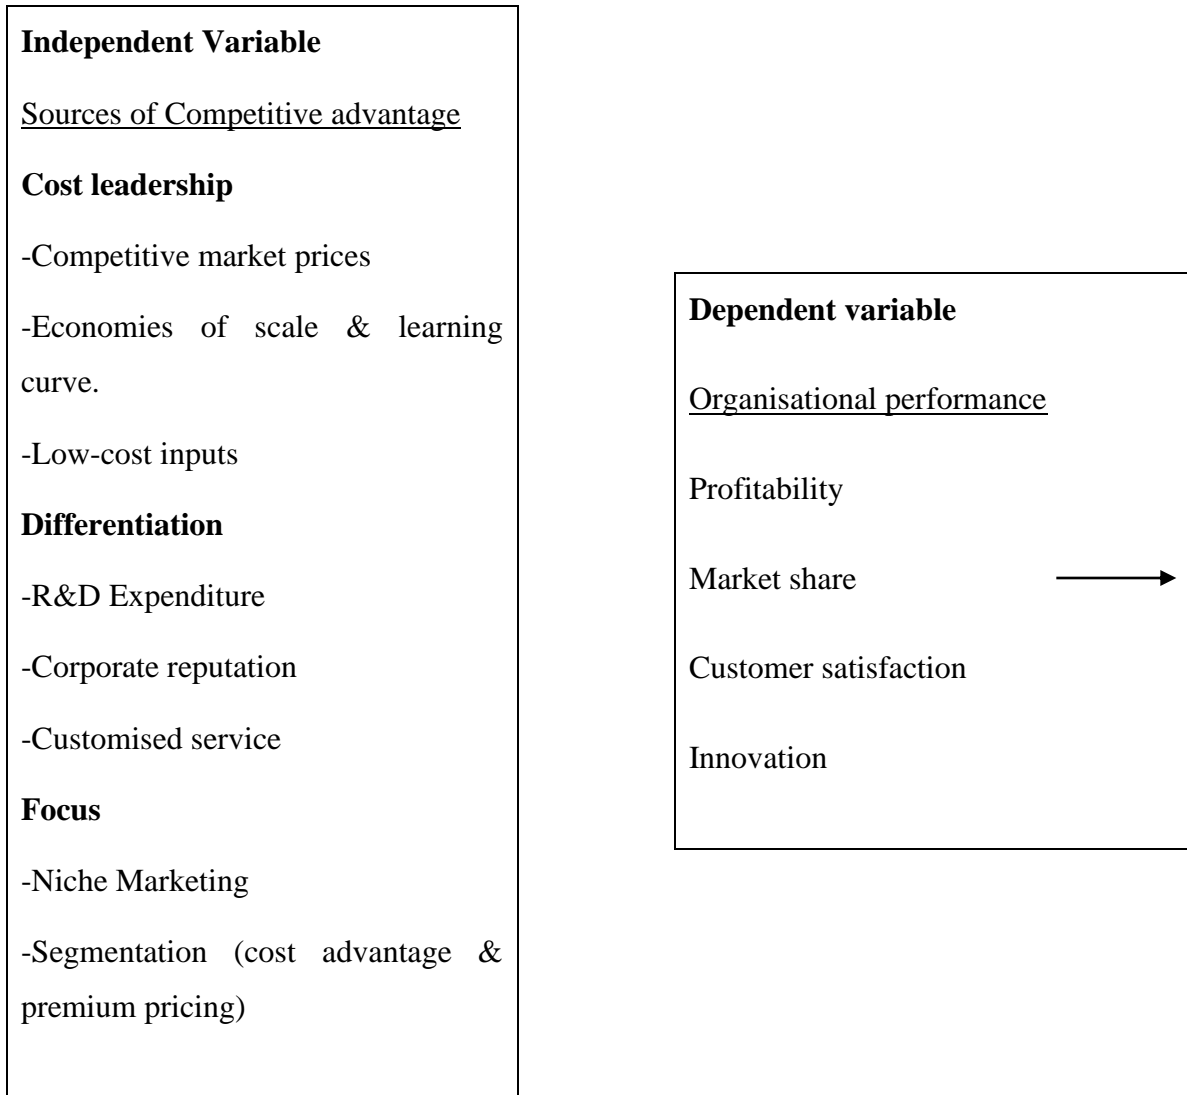 Independent Variable
Sources of Competitive advantage
Cost leadership
-Competitive market prices
-Economies of scale & learning
curve.
-Low-cost inputs
Differentiation
-R&D Expenditure
-Corporate reputation
-Customised service
Focus
-Niche Marketing
-Segmentation (cost advantage &
premium pricing)
Dependent variable
Organisational performance
Profitability
Market share
Customer satisfaction
Innovation